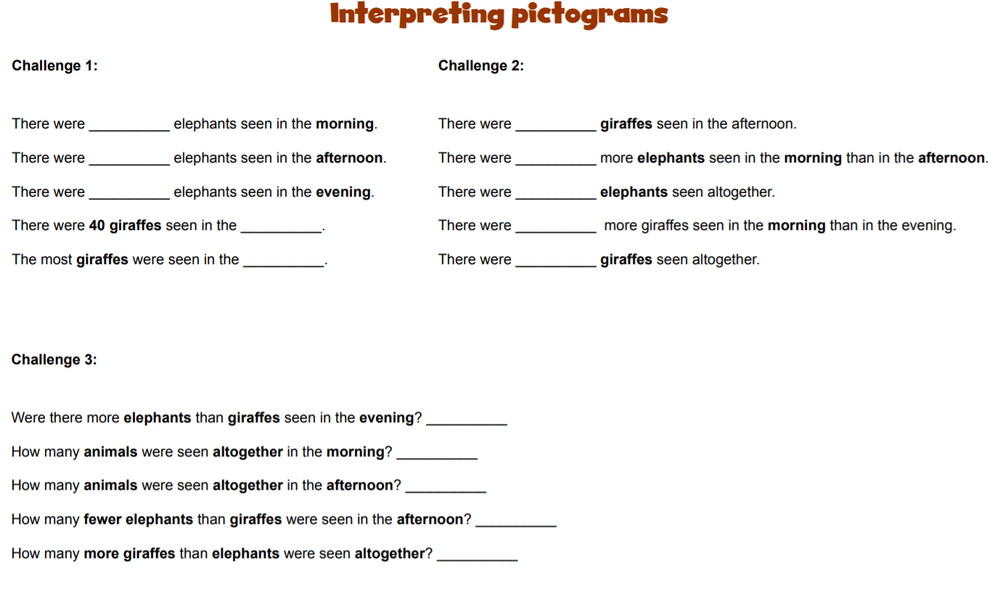 Interpreting pictograms
Challenge 1:
There were __________ elephants seen in the morning.
There were __________ elephants seen in the afternoon.
There were __________ elephants seen in the evening.
There were 40 giraffes seen in the __________.
The most giraffes were seen in the __________.
Challenge 2:
There were __________ giraffes seen in the afternoon.
There were __________ more elephants seen in the morning than in the afternoon.
There were __________ elephants seen altogether.
There were __________ more giraffes seen in the morning than in the evening.
There were __________ giraffes seen altogether.
Challenge 3:
Were there more elephants than giraffes seen in the evening? __________
How many animals were seen altogether in the morning? __________
How many animals were seen altogether in the afternoon? __________
How many fewer elephants than giraffes were seen in the afternoon? __________
How many more giraffes than elephants were seen altogether? __________